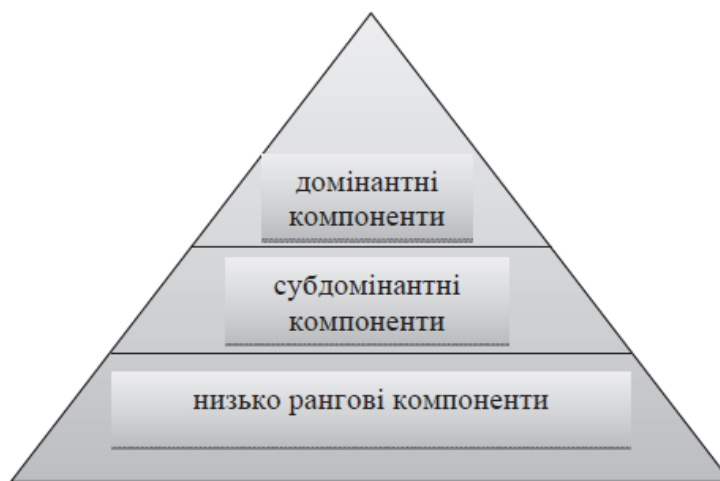 домінантні
компоненти
субдомінантні
компоненти
низько рангові компоненти